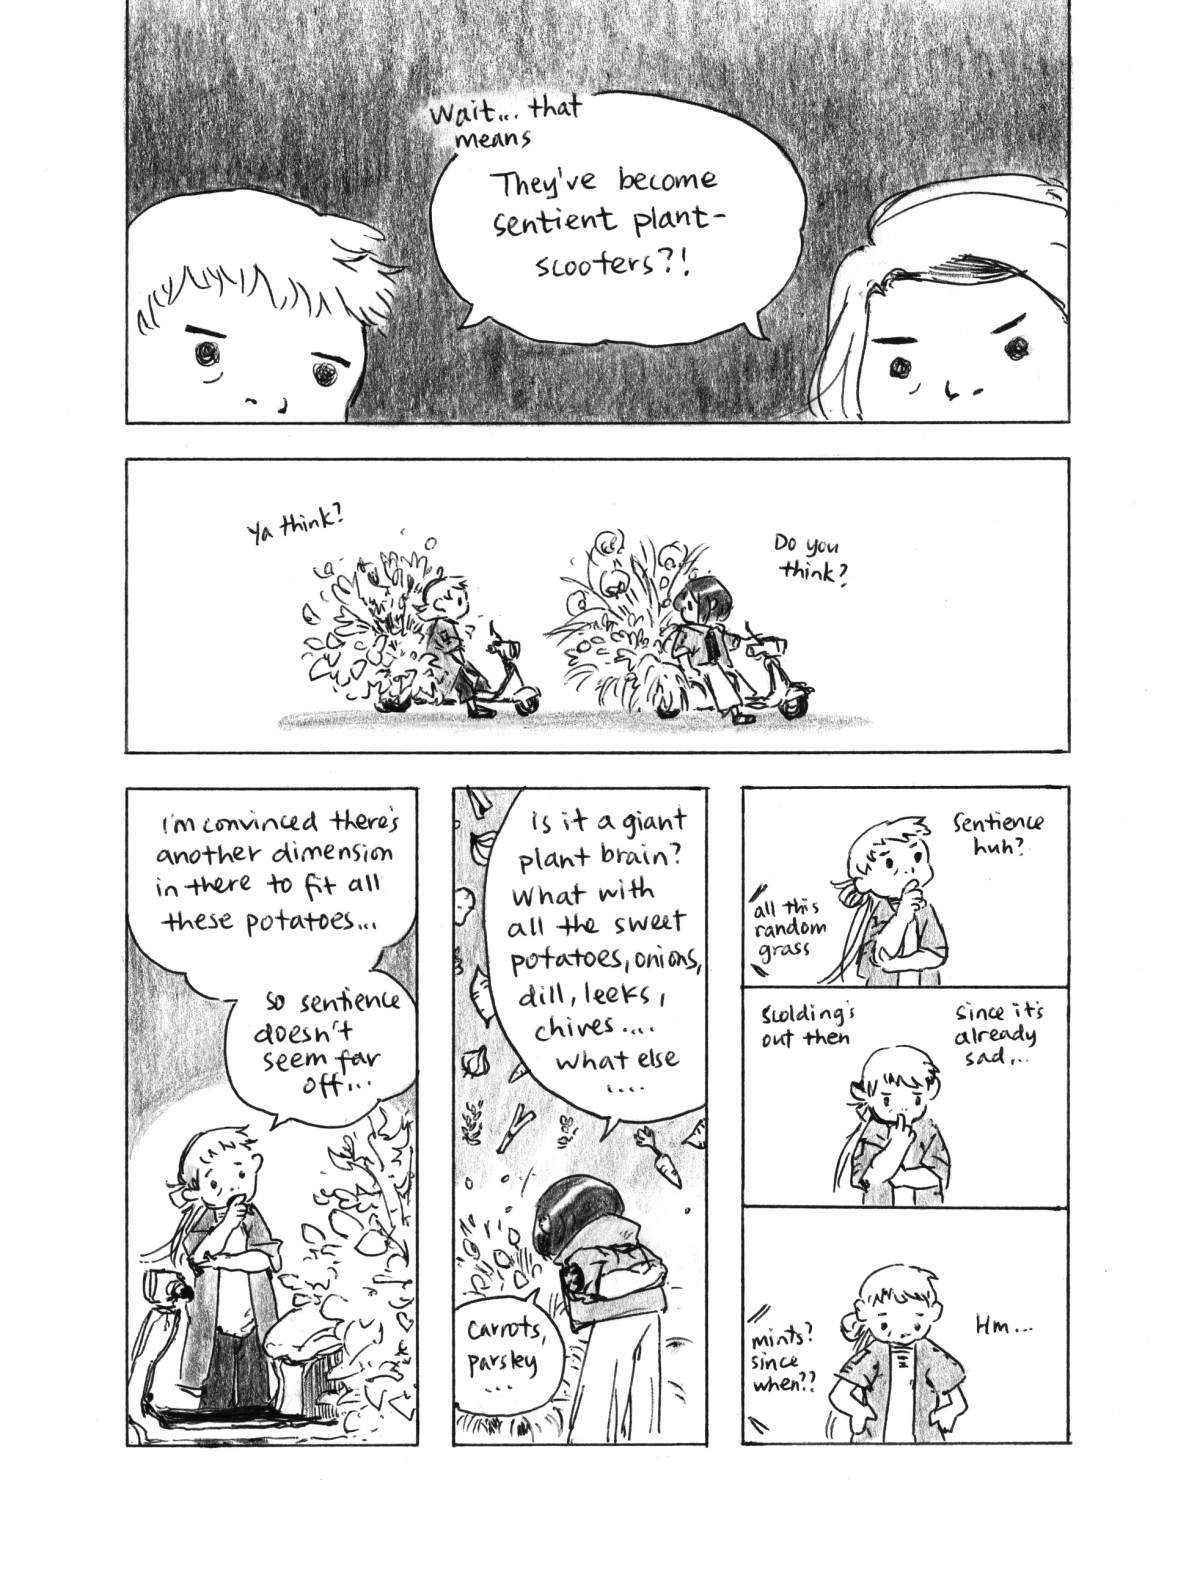 Wait... that
means
They've become
sentient plant-
scooters?!
Ya think?
Do you
think?
I'm convinced there's
another dimension
in there to fit all
these potatoes...
So sentience
doesn't
seem far
off...
is it a giant
plant brain?
What with
all the sweet
potatoes, onions,
dill, leeks,
chives....
what else
....
Carrots,
parsley
...
Sentience
huh?
all this
random
grass
Scolding's
out then
Since it's
already
sad...
Hm...
mints?
since
when??